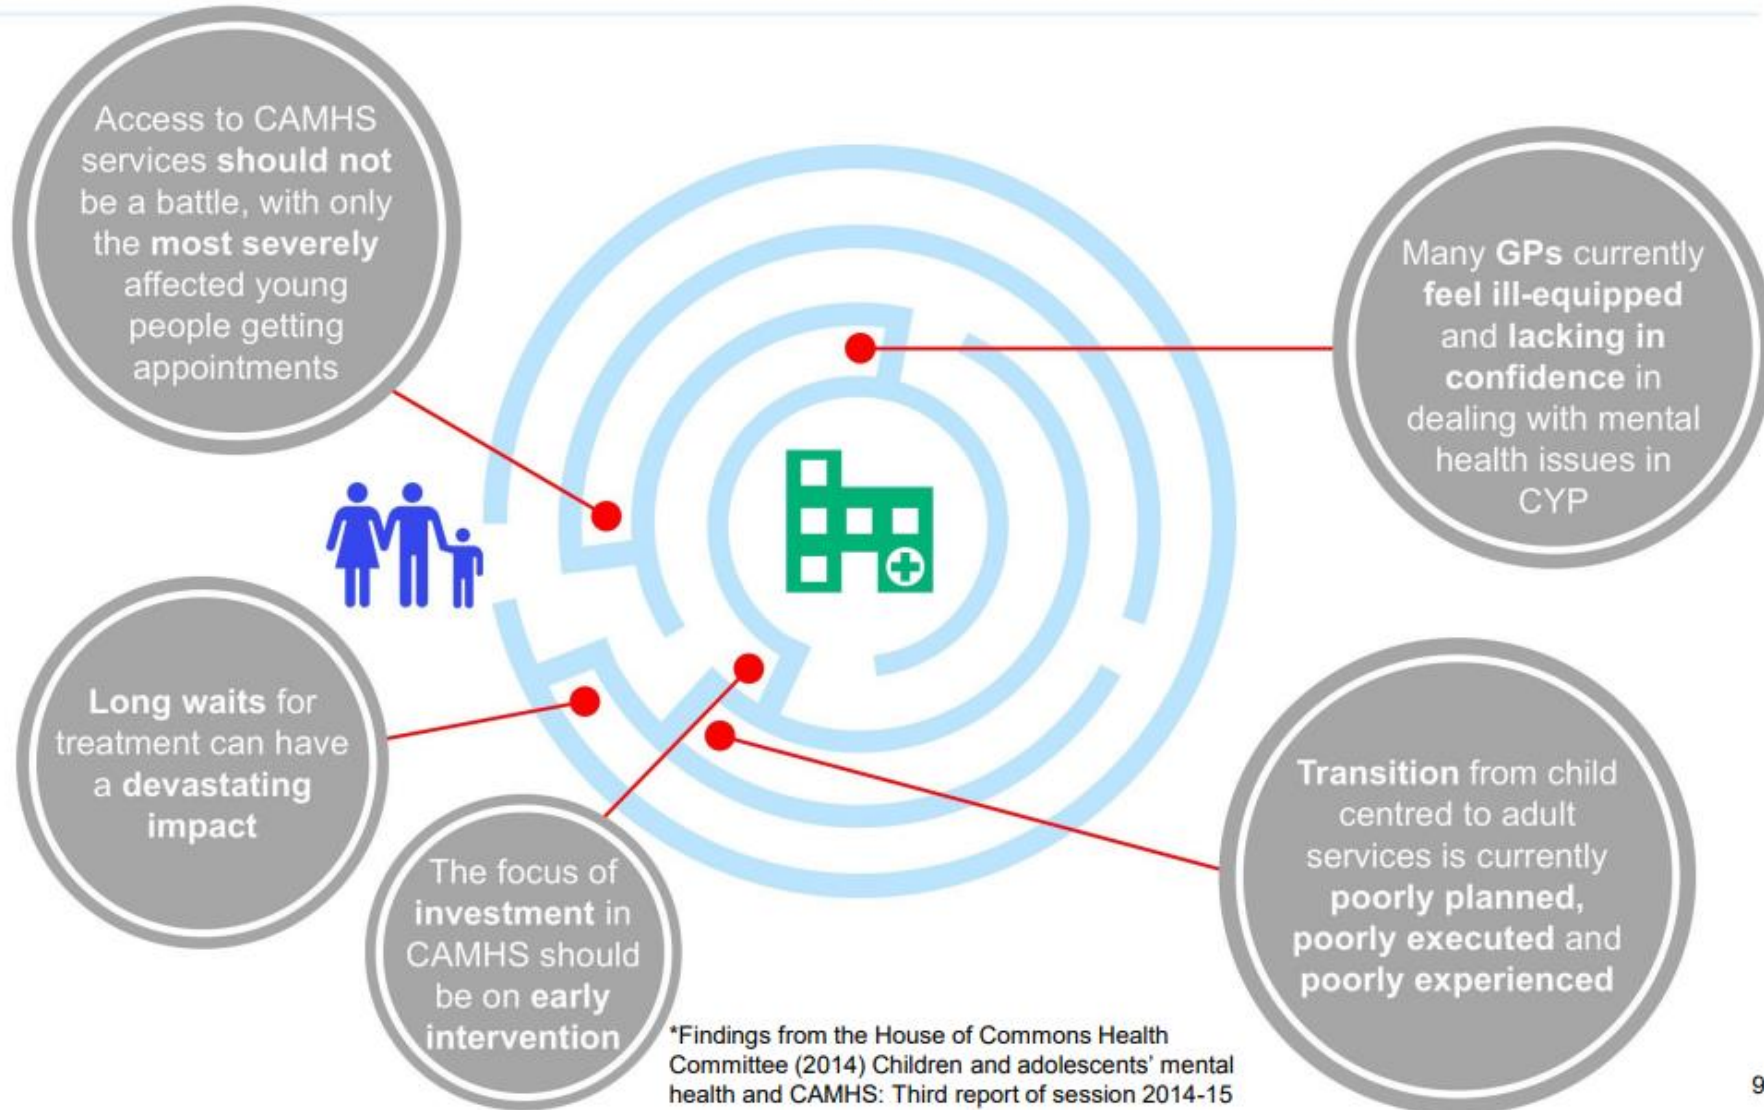 Access to CAMHS
services should not
be a battle, with only
the most severely
affected young
people getting
appointments
Many GPs currently
feel ill-equipped
and lacking in
confidence in
dealing with mental
health issues in
CYP
Long waits for
treatment can have
a devastating
impact
The focus of
investment in
CAMHS should
be on early
intervention
Transition from child
centred to adult
services is currently
poorly planned,
poorly executed and
poorly experienced
*Findings from the House of Commons Health
Committee (2014) Children and adolescents' mental
health and CAMHS: Third report of session 2014-15
9